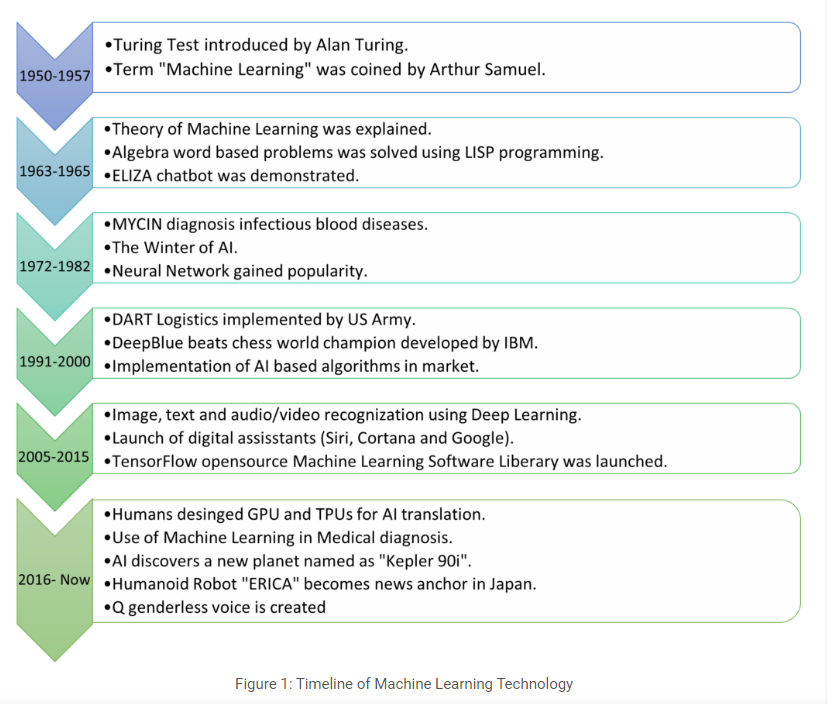 1950-1957
•Turing Test introduced by Alan Turing.
•Term "Machine Learning" was coined by Arthur Samuel.
1963-1965
•Theory of Machine Learning was explained.
•Algebra word based problems was solved using LISP programming.
•ELIZA chatbot was demonstrated.
1972-1982
•MYCIN diagnosis infectious blood diseases.
•The Winter of AI.
•Neural Network gained popularity.
1991-2000
•DART Logistics implemented by US Army.
•DeepBlue beats chess world champion developed by IBM.
•Implementation of AI based algorithms in market.
2005-2015
•Image, text and audio/video recognization using Deep Learning.
•Launch of digital assisstants (Siri, Cortana and Google).
•TensorFlow opensource Machine Learning Software Liberary was launched.
2016- Now
•Humans desinged GPU and TPUs for AI translation.
•Use of Machine Learning in Medical diagnosis.
•AI discovers a new planet named as "Kepler 90i".
•Humanoid Robot "ERICA" becomes news anchor in Japan.
•Q genderless voice is created
Figure 1: Timeline of Machine Learning Technology